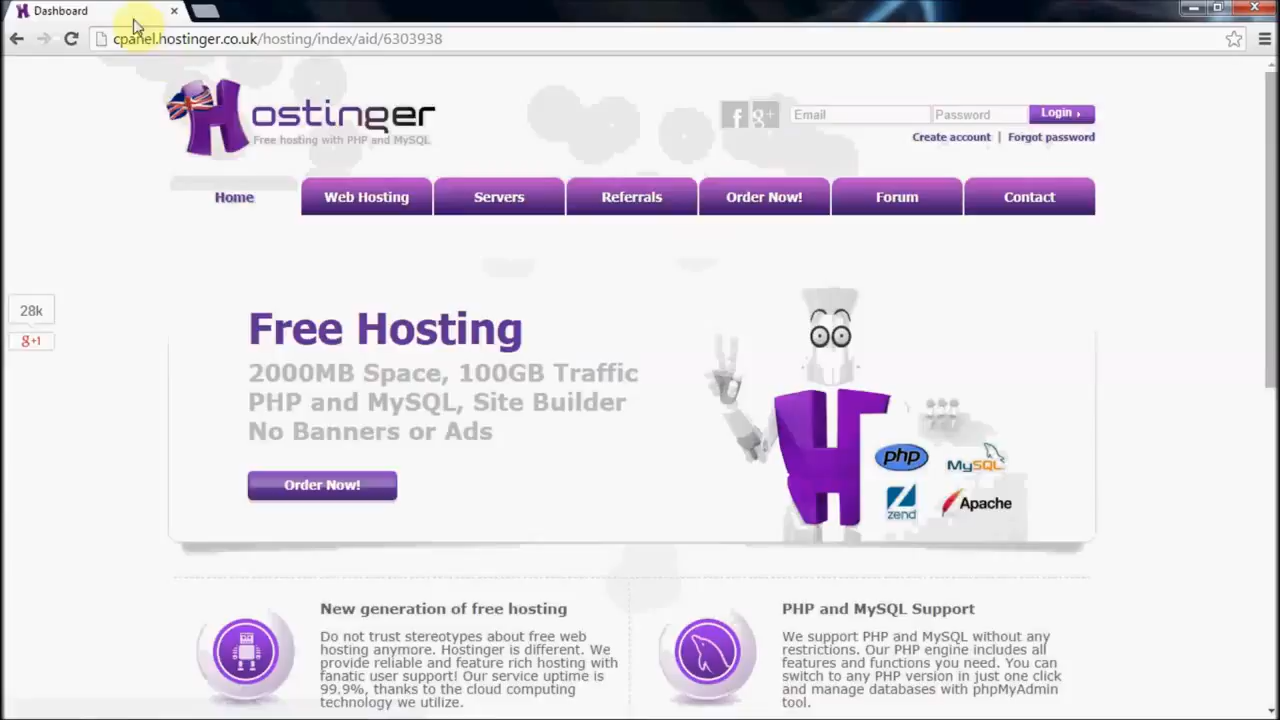 Dashboard
cpanel.hostinger.co.uk/hosting/index/aid/6303938
Hostinger
Free hosting with PHP and MySQL
f g+ Email Password Login ›
Create account | Forgot password
Home Web Hosting Servers Referrals Order Now! Forum Contact
28k
g+1
Free Hosting
2000MB Space, 100GB Traffic
PHP and MySQL, Site Builder
No Banners or Ads
Order Now!
H
php MySQL
zend Apache
New generation of free hosting
Do not trust stereotypes about free web
hosting anymore. Hostinger is different. We
provide reliable and feature rich hosting with
fanatic user support! Our service uptime is
99.9%, thanks to the cloud computing
technology we utilize.
PHP and MySQL Support
We support PHP and MySQL without any
restrictions. Our PHP engine includes all
features and functions you need. You can
switch to any PHP version in just one click
and manage databases with phpMyAdmin
tool.